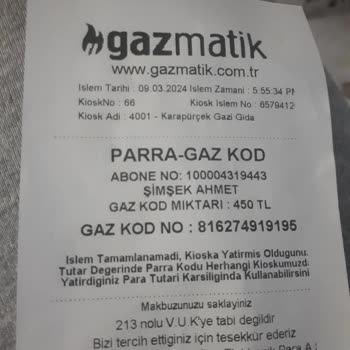 gazmatik
www.gazmatik.com.tr
Islem Tarihi : 09.03.2024 Islem Zamani : 5:55:34 PM
KioskNo : 66 Kiosk Islem No : 6579412
Kiosk Adi : 4001 - Karapürçek Gazi Gida
PARRA-GAZ KOD
ABONE NO: 100004319443
ŞİMŞEK AHMET
GAZ KOD MIKTARI : 450 TL
GAZ KOD NO : 816274919195
Islem Tamamlanamadi, Kioska Yatirmis Oldugunu
Tutar Degerinde Parra Kodu Herhangi Kioskumuzd
Yatirdiginiz Para Tutari Karsiliginda Kullanabilirsini
Makbuzunuzu saklayiniz
213 nolu V.U.K'ye tabi degildir
Bizi tercih ettiğiniz için tesekkür ederiz
Para A :